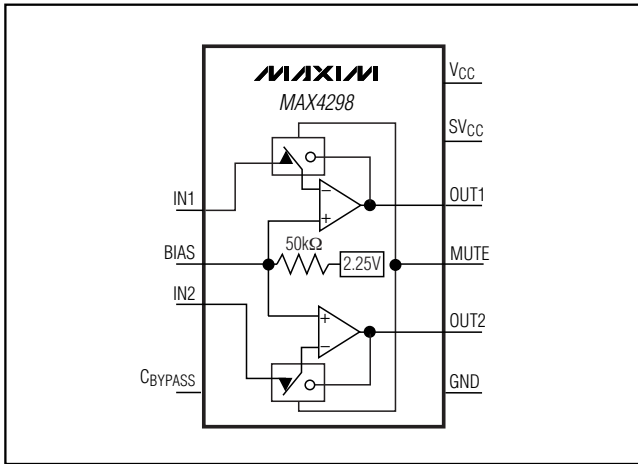 MAXIM
MAX4298
VCC
SVCC
IN1
OUT1
BIAS
50kΩ
2.25V
MUTE
IN2
OUT2
CBYPASS
GND
−
+
+
−